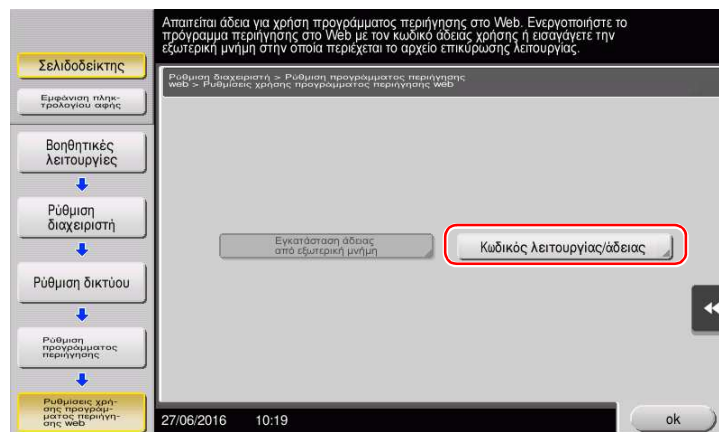 Απαιτείται άδεια για χρήση προγράμματος περιήγησης στο Web. Ενεργοποιήστε το
πρόγραμμα περιήγησης στο Web με τον κωδικό άδειας χρήσης ή εισαγάγετε την
εξωτερική μνήμη στην οποία περιέχεται το αρχείο επικύρωσης λειτουργίας.
Σελιδοδείκτης
Εμφάνιση πληκ-
τρολογίου αφής
Βοηθητικές
λειτουργίες
Ρύθμιση
διαχειριστή
Ρύθμιση δικτύου
Ρύθμιση
προγράμματος
περιήγησης
Ρυθμίσεις χρή-
σης προγράμ-
ματος περιήγη-
σης web
Ρύθμιση διαχειριστή > Ρύθμιση προγράμματος περιήγησης
web > Ρυθμίσεις χρήσης προγράμματος περιήγησης web
Εγκατάσταση άδειας
από εξωτερική μνήμη
Κωδικός λειτουργίας/άδειας
27/06/2016 10:19
ok